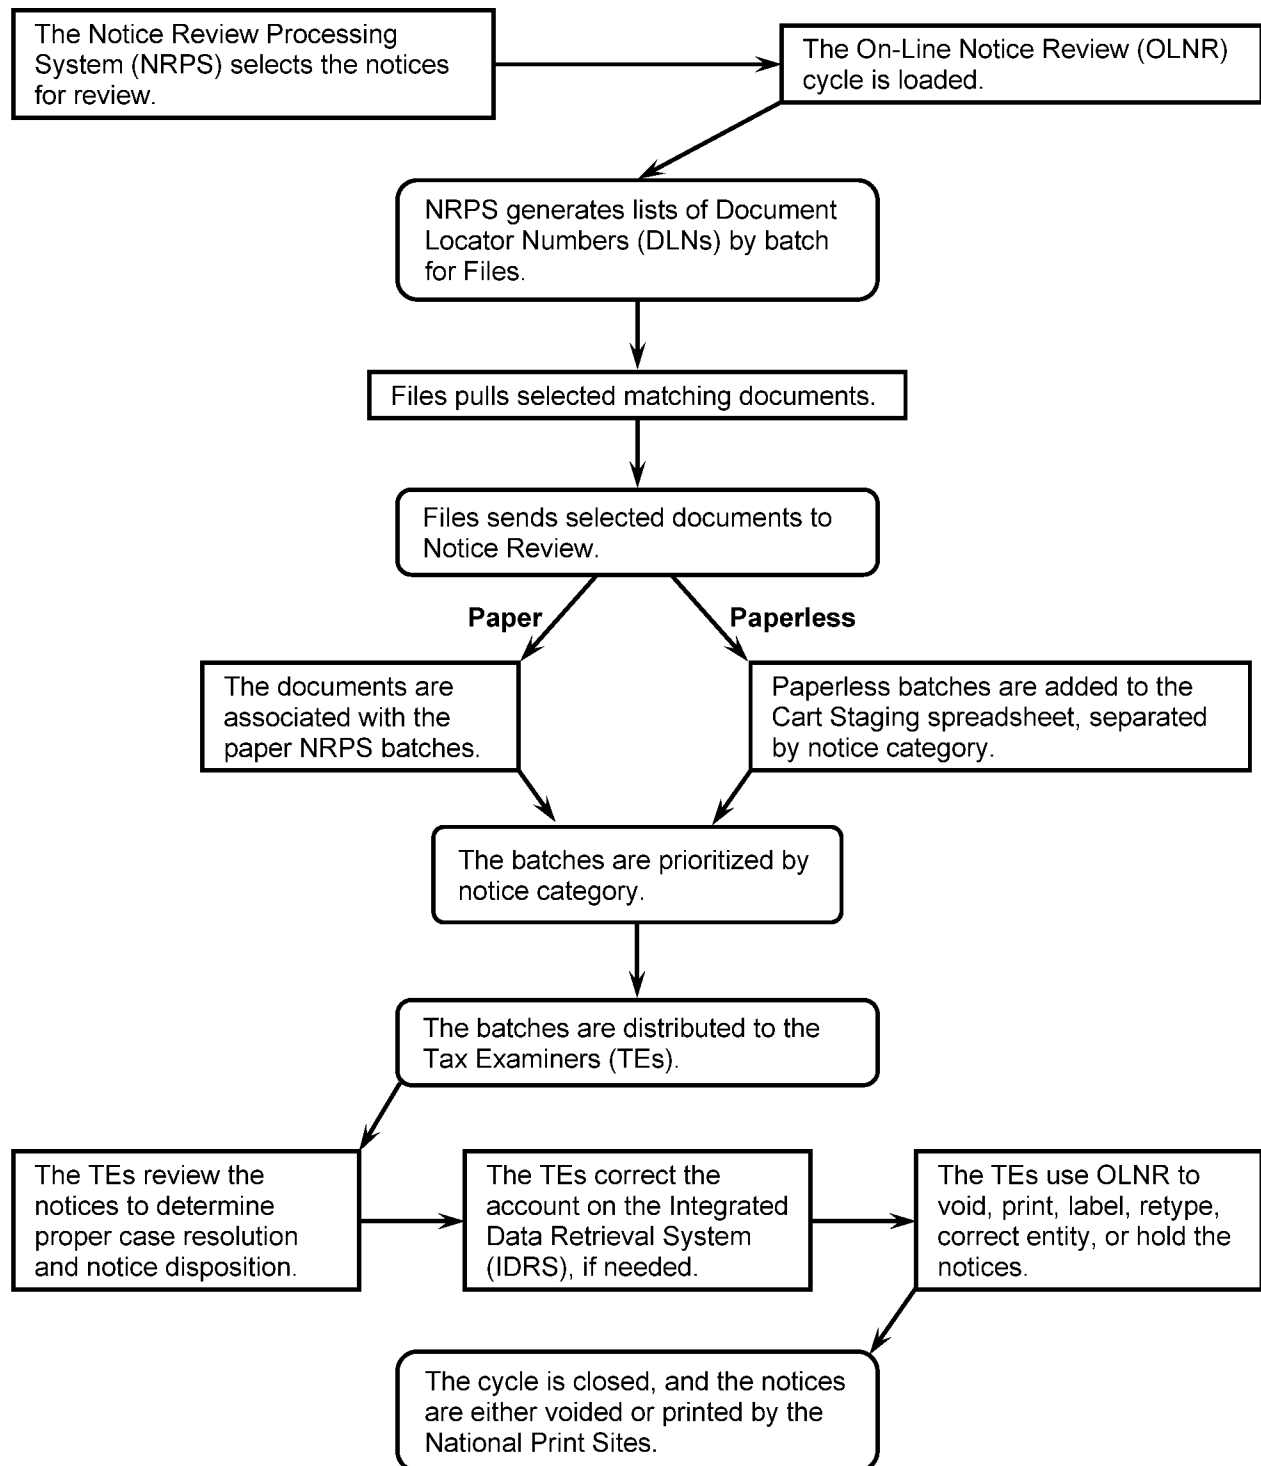 The Notice Review Processing
System (NRPS) selects the notices
for review.
The On-Line Notice Review (OLNR)
cycle is loaded.
NRPS generates lists of Document
Locator Numbers (DLNs) by batch
for Files.
Files pulls selected matching documents.
Files sends selected documents to
Notice Review.
Paper
Paperless
The documents are
associated with the
paper NRPS batches.
Paperless batches are added to the
Cart Staging spreadsheet, separated
by notice category.
The batches are prioritized by
notice category.
The batches are distributed to the
Tax Examiners (TEs).
The TEs review the
notices to determine
proper case resolution
and notice disposition.
The TEs correct the
account on the Integrated
Data Retrieval System
(IDRS), if needed.
The TEs use OLNR to
void, print, label, retype,
correct entity, or hold the
notices.
The cycle is closed, and the notices
are either voided or printed by the
National Print Sites.